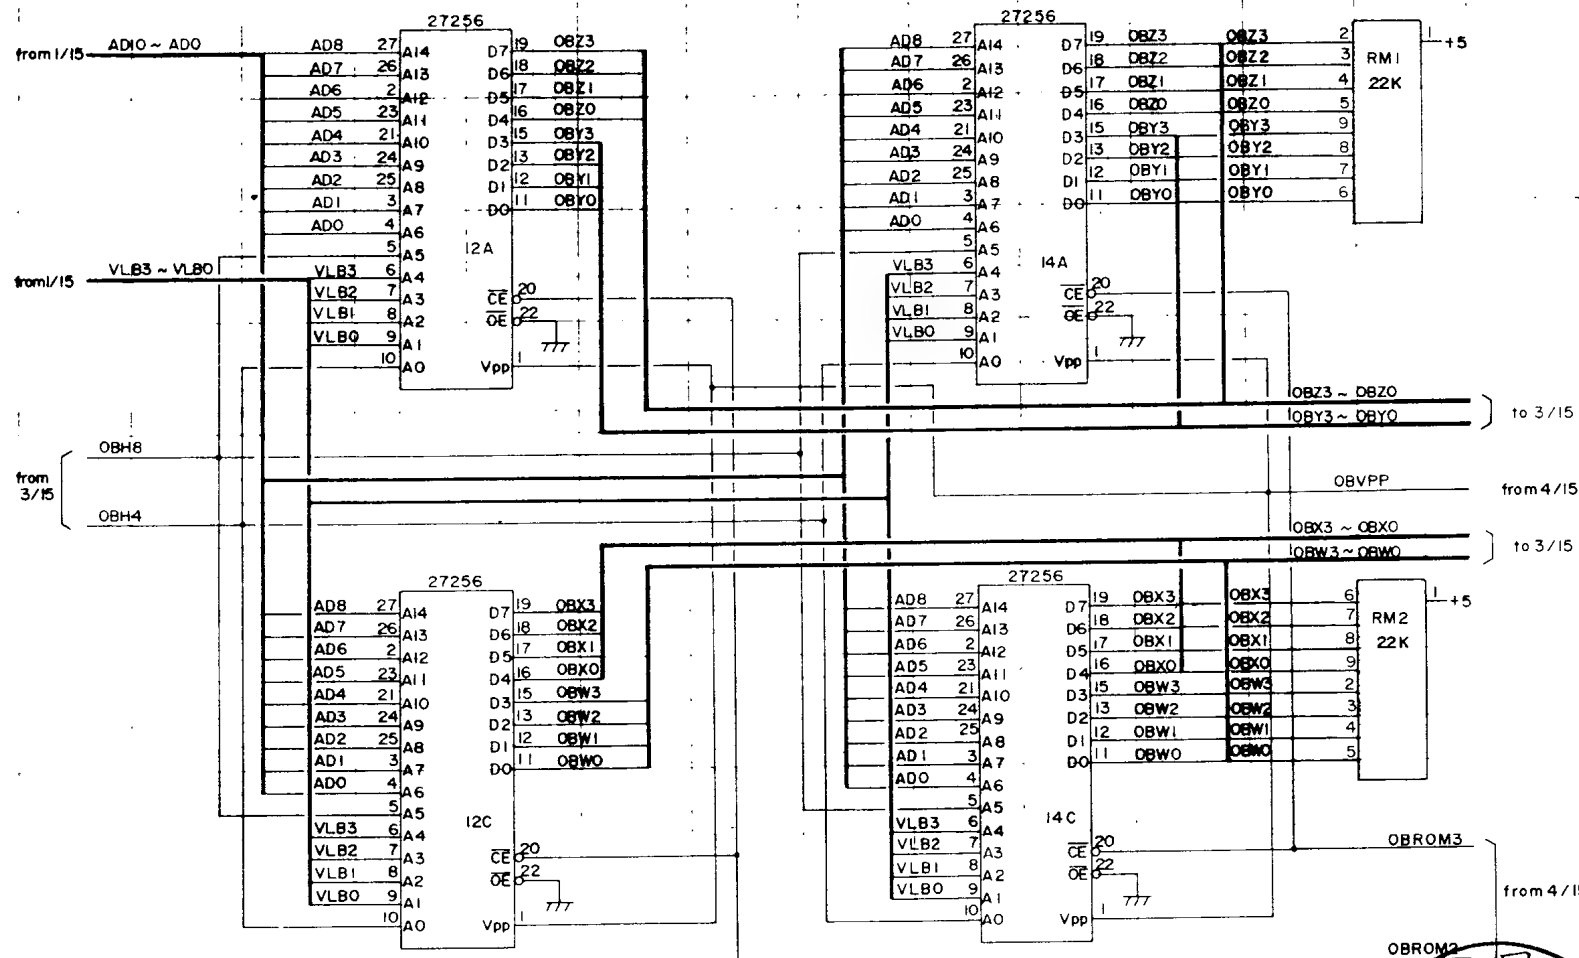 27256
from 1/15
AD10 ~ AD0
AD8 27 A14 D7 19 OBZ3
AD7 26 A13 D6 18 OBZ2
AD6 2 A12 D5 17 OBZ1
AD5 23 A11 D4 16 OBZ0
AD4 21 A10 D3 15 OBY3
AD3 24 A9 D2 13 OBY2
AD2 25 A8 D1 12 OBY1
AD1 3 A7 D0 11 OBY0
AD0 4 A6
5 A5 12A
from 1/15
VLB3 ~ VLB0
VLB3 6 A4
VLB2 7 A3 CE 20
VLB1 8 A2 OE 22
VLB0 9 A1
10 A0 Vpp 1
27256
AD8 27 A14 D7 19 OBZ3 OBZ3 2
AD7 26 A13 D6 18 OBZ2 OBZ2 3
AD6 2 A12 D5 17 OBZ1 OBZ1 4
AD5 23 A11 D4 16 OBZ0 OBZ0 5
AD4 21 A10 D3 15 OBY3 OBY3 9
AD3 24 A9 D2 13 OBY2 OBY2 8
AD2 25 A8 D1 12 OBY1 OBY1 7
AD1 3 A7 D0 11 OBY0 OBY0 6
AD0 4 A6
5 A5 14A
VLB3 6 A4
VLB2 7 A3 CE 20
VLB1 8 A2 OE 22
VLB0 9 A1
10 A0 Vpp 1
RM1
22K
1 +5
OBZ3 ~ OBZ0
OBY3 ~ OBY0
to 3/15
OBH8
from
3/15
OBH4
OBVPP
from 4/15
OBX3 ~ OBX0
OBW3 ~ OBW0
to 3/15
27256
AD8 27 A14 D7 19 OBX3
AD7 26 A13 D6 18 OBX2
AD6 2 A12 D5 17 OBX1
AD5 23 A11 D4 16 OBX0
AD4 21 A10 D3 15 OBW3
AD3 24 A9 D2 13 OBW2
AD2 25 A8 D1 12 OBW1
AD1 3 A7 D0 11 OBW0
AD0 4 A6
5 A5 12C
VLB3 6 A4
VLB2 7 A3 CE 20
VLB1 8 A2 OE 22
VLB0 9 A1
10 A0 Vpp 1
27256
AD8 27 A14 D7 19 OBX3 OBX3 6
AD7 26 A13 D6 18 OBX2 OBX2 7
AD6 2 A12 D5 17 OBX1 OBX1 8
AD5 23 A11 D4 16 OBX0 OBX0 9
AD4 21 A10 D3 15 OBW3 OBW3 2
AD3 24 A9 D2 13 OBW2 OBW2 3
AD2 25 A8 D1 12 OBW1 OBW1 4
AD1 3 A7 D0 11 OBW0 OBW0 5
AD0 4 A6
5 A5 14C
VLB3 6 A4
VLB2 7 A3 CE 20
VLB1 8 A2 OE 22
VLB0 9 A1
10 A0 Vpp 1
RM2
22K
1 +5
OBROM3
from 4/1
OBROM2